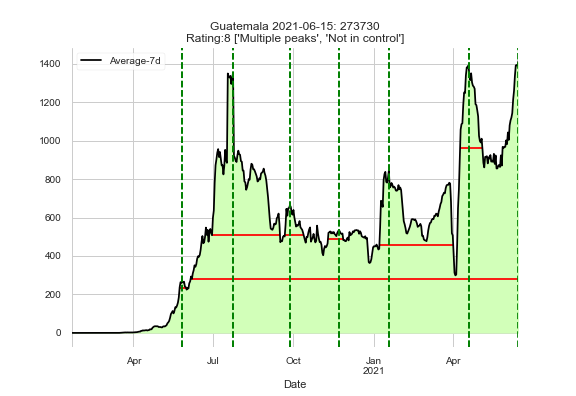 Guatemala 2021-06-15: 273730
Rating:8 ['Multiple peaks', 'Not in control']
Average-7d
1400
1200
1000
800
600
400
200
0
Apr Jul Oct Jan Apr
2021
Date